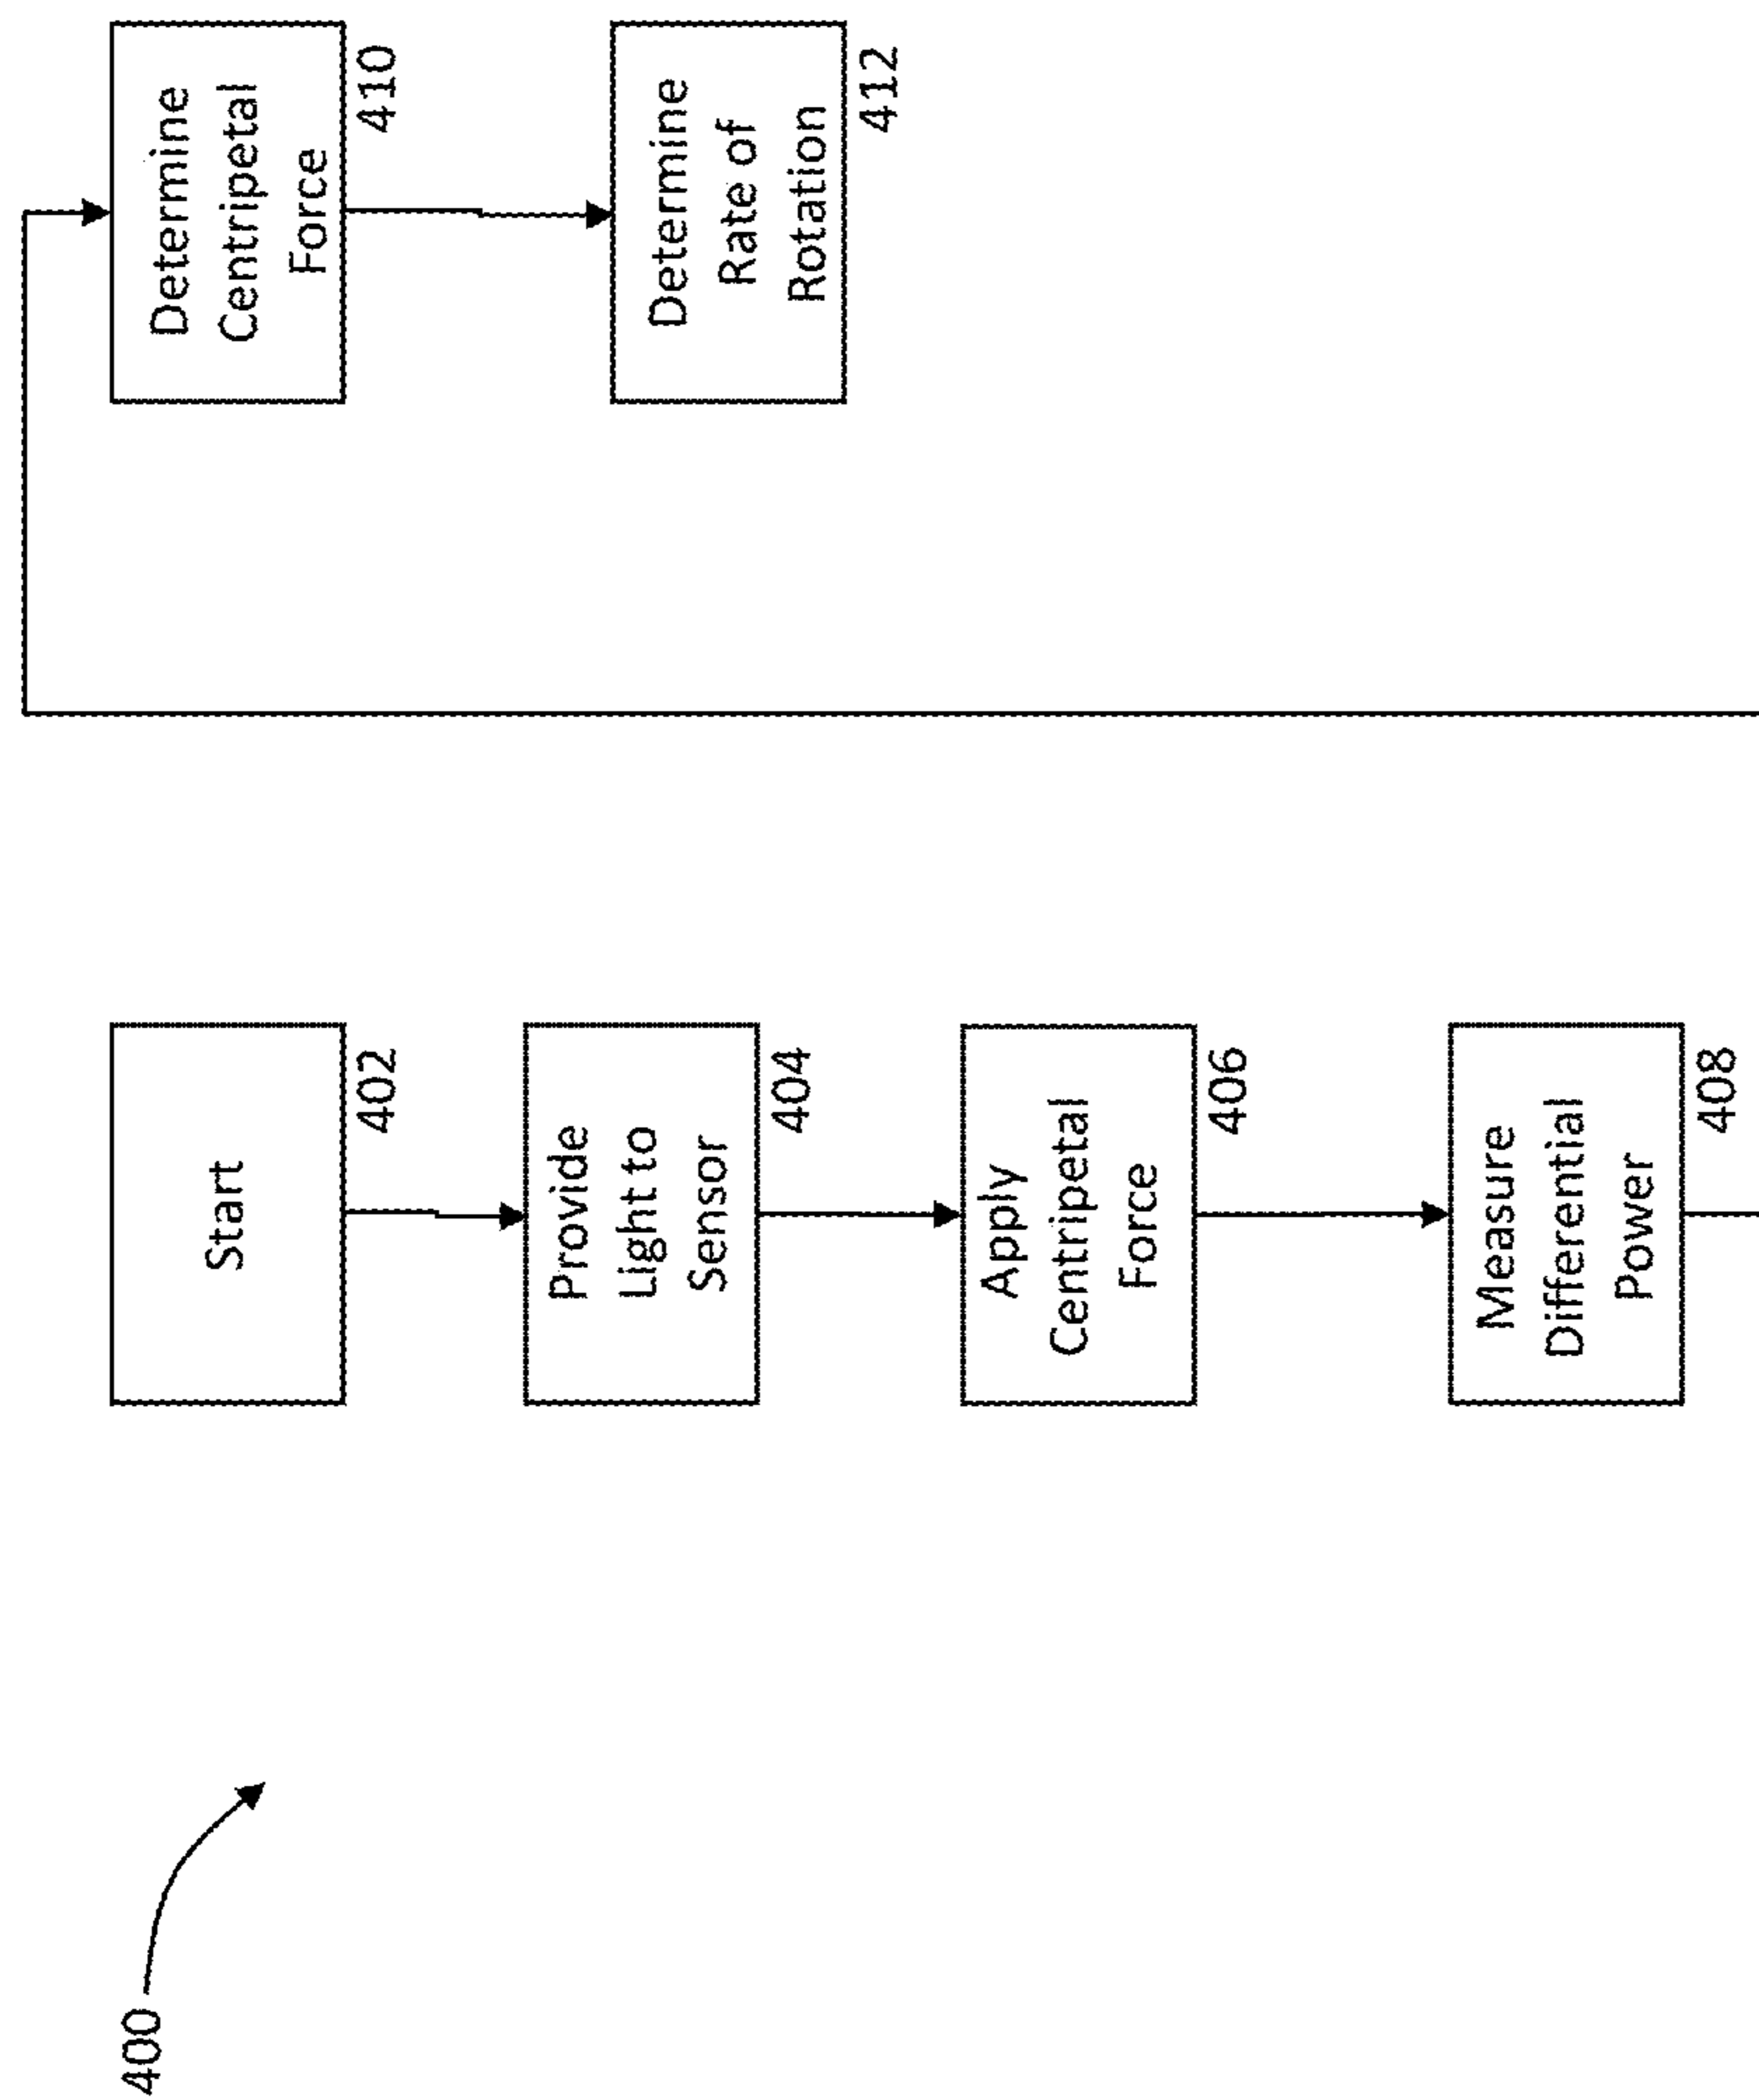 400
Start
402
Provide
Light to
Sensor
404
Apply
Centripetal
Force
406
Measure
Differential
Power
408
Determine
Centripetal
Force
410
Determine
Rate of
Rotation
412